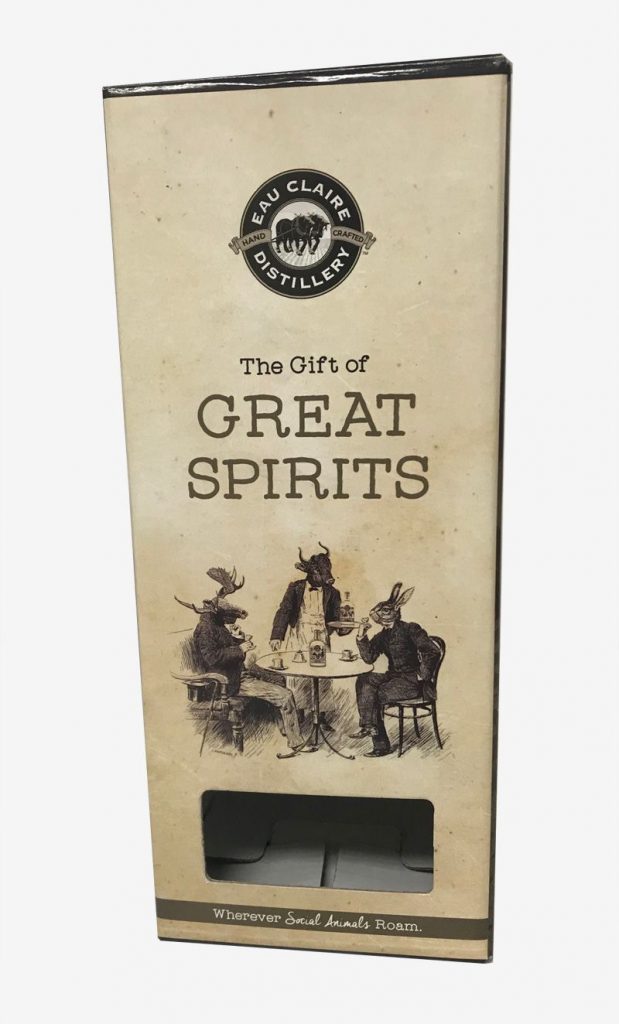 EAU CLAIRE
HAND CRAFTED
DISTILLERY
The Gift of
GREAT
SPIRITS
Wherever Social Animals Roam.